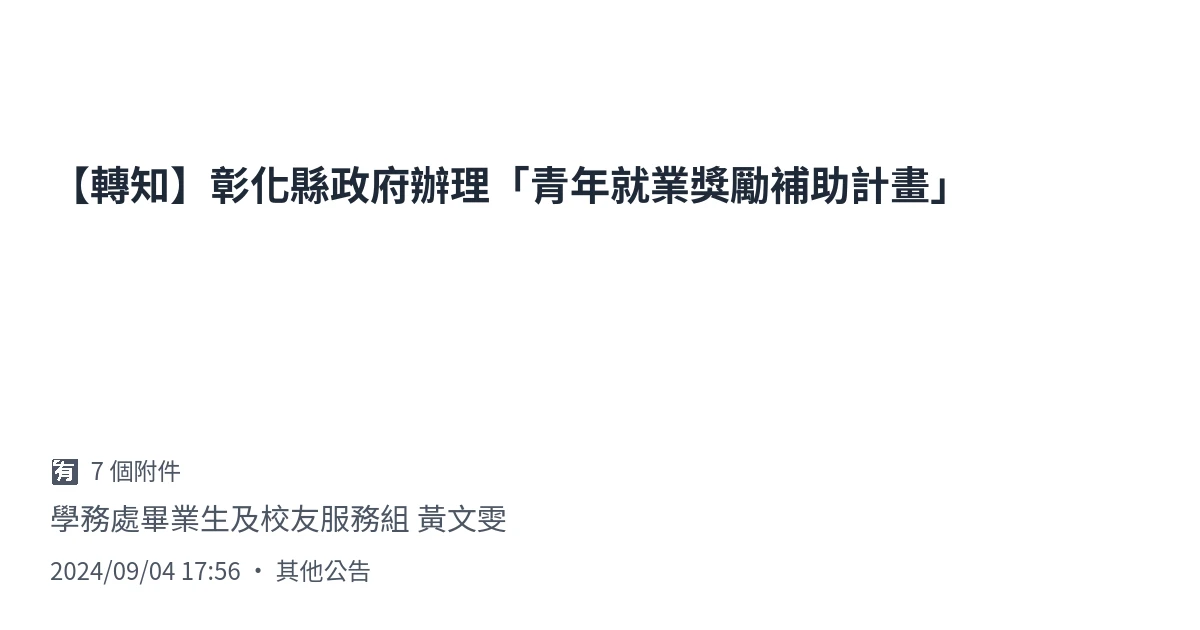 【轉知】彰化縣政府辦理「青年就業獎勵補助計畫」
🈶 7 個附件
學務處畢業生及校友服務組 黃文雯
2024/09/04 17:56 ・ 其他公告